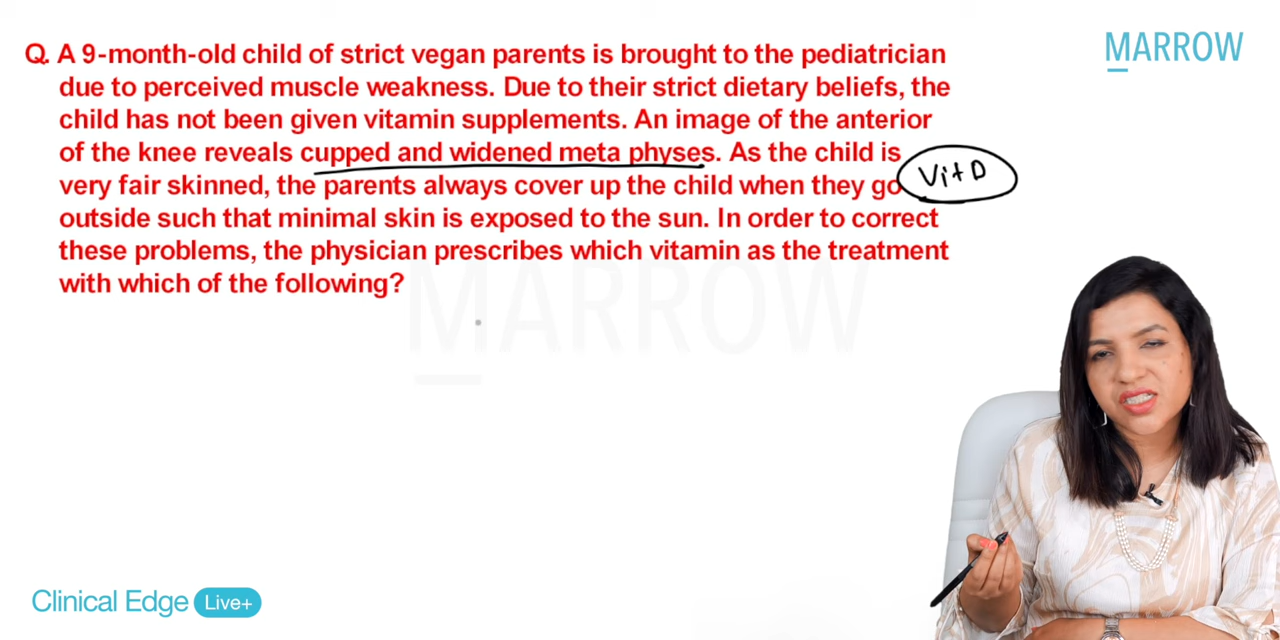 MARROW
Q. A 9-month-old child of strict vegan parents is brought to the pediatrician
due to perceived muscle weakness. Due to their strict dietary beliefs, the
child has not been given vitamin supplements. An image of the anterior
of the knee reveals cupped and widened meta physes. As the child is
very fair skinned, the parents always cover up the child when they go
Vit D
outside such that minimal skin is exposed to the sun. In order to correct
these problems, the physician prescribes which vitamin as the treatment
with which of the following?
MARROW
Clinical Edge Live+